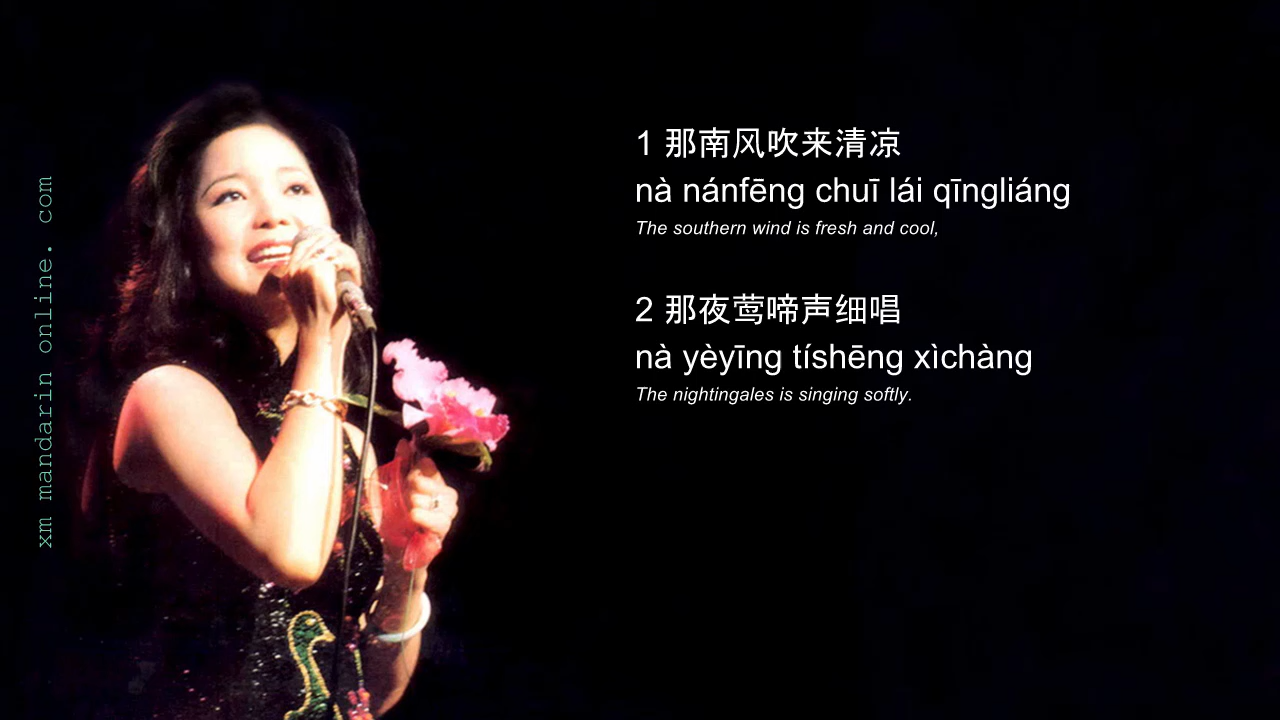 xm mandarin online. com
1 那南风吹来清凉
nà nánfēng chuī lái qīngliáng
The southern wind is fresh and cool,
2 那夜莺啼声细唱
nà yèyīng tíshēng xìchàng
The nightingales is singing softly.